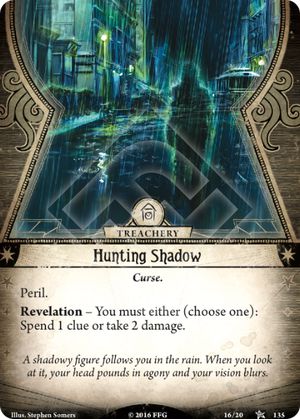 TREACHERY
Hunting Shadow
Curse.
Peril.
Revelation – You must either (choose one):
Spend 1 clue or take 2 damage.
A shadowy figure follows you in the rain. When you look
at it, your head pounds in agony and your vision blurs.
Illus. Stephen Somers © 2016 FFG 16/20 135